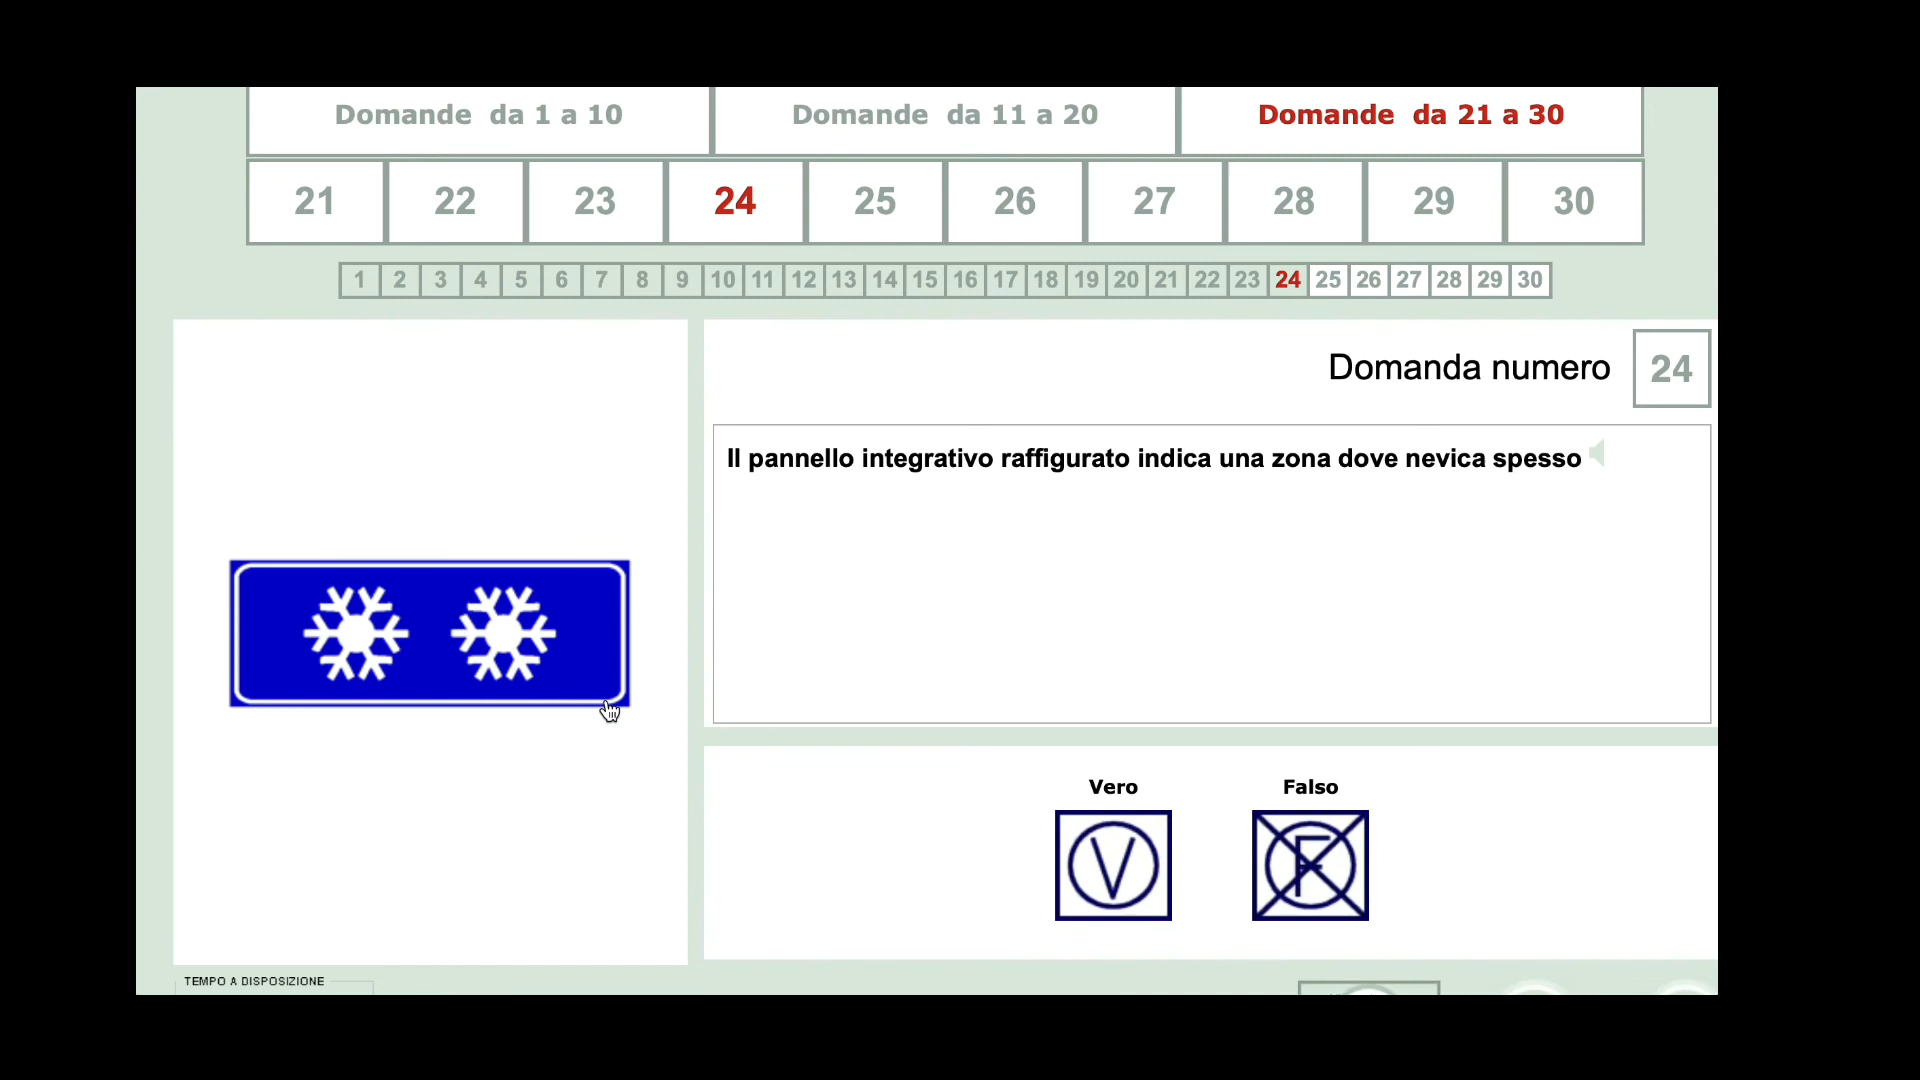 Domande da 1 a 10
Domande da 11 a 20
Domande da 21 a 30
21 22 23 24 25 26 27 28 29 30
1 2 3 4 5 6 7 8 9 10 11 12 13 14 15 16 17 18 19 20 21 22 23 24 25 26 27 28 29 30
Domanda numero 24
Il pannello integrativo raffigurato indica una zona dove nevica spesso
Vero Falso
V F
TEMPO A DISPOSIZIONE